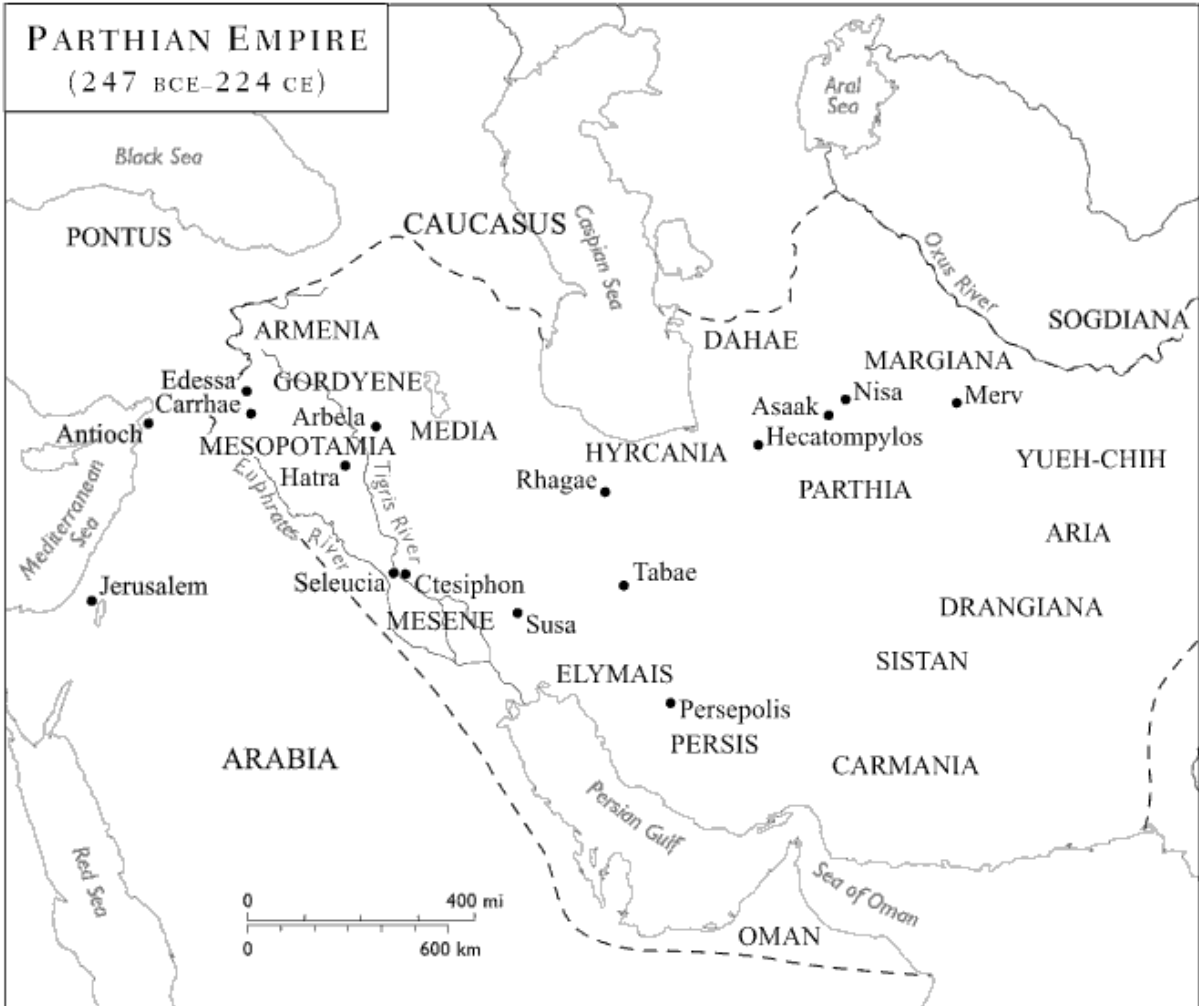 PARTHIAN EMPIRE
(247 BCE–224 CE)
Black Sea
PONTUS
CAUCASUS
Caspian Sea
Aral
Sea
Oxus River
SOGDIANA
ARMENIA
DAHAE
MARGIANA
Edessa
GORDYENE
Carrhae
Antioch
Arbela
MEDIA
MESOPOTAMIA
Hatra
Tigris River
Euphrates River
Nisa
Merv
Asaak
Hecatompylos
HYRCANIA
Rhagae
PARTHIA
YUEH-CHIH
ARIA
Mediterranean
Sea
Jerusalem
Seleucia
Ctesiphon
MESENE
Susa
Tabae
DRANGIANA
SISTAN
ELYMAIS
Persepolis
PERSIS
CARMANIA
ARABIA
Persian Gulf
Red Sea
Sea of Oman
OMAN
0 400 mi
0 600 km